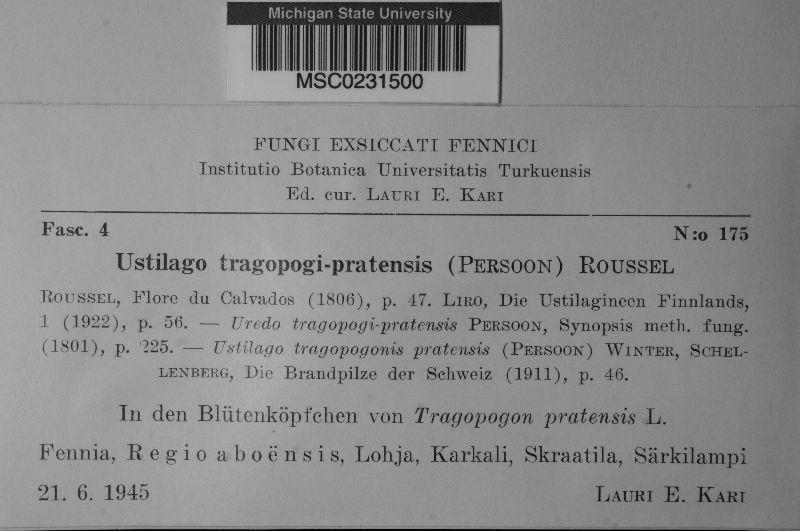 Michigan State University
MSC0231500
FUNGI EXSICCATI FENNICI
Institutio Botanica Universitatis Turkuensis
Ed. cur. LAURI E. KARI
Fasc. 4 N:o 175
Ustilago tragopogi-pratensis (PERSOON) ROUSSEL
ROUSSEL, Flore du Calvados (1806), p. 47. LIRO, Die Ustilagineen Finnlands,
1 (1922), p. 56. — Uredo tragopogi-pratensis PERSOON, Synopsis meth. fung.
(1801), p. 225. — Ustilago tragopogonis pratensis (PERSOON) WINTER, SCHEL-
LENBERG, Die Brandpilze der Schweiz (1911), p. 46.
In den Blütenköpfchen von Tragopogon pratensis L.
Fennia, Regio aboënsis, Lohja, Karkali, Skraatila, Särkilampi
21. 6. 1945 LAURI E. KARI